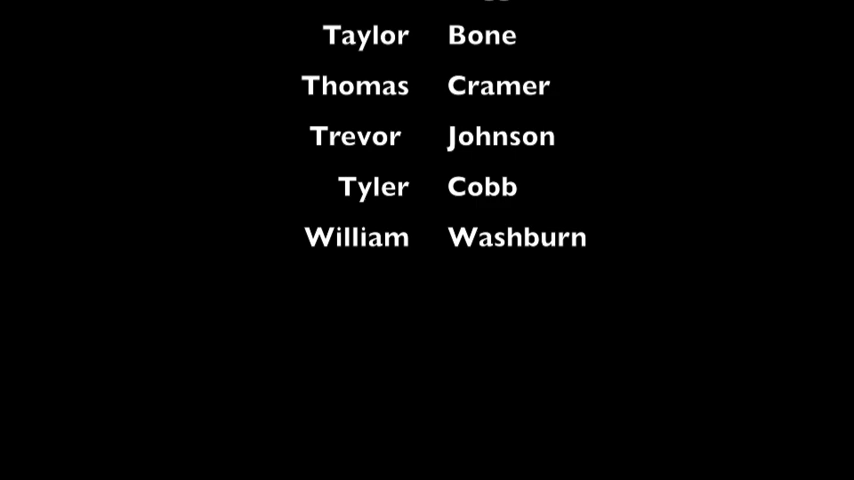 Taylor Bone
Thomas Cramer
Trevor Johnson
Tyler Cobb
William Washburn